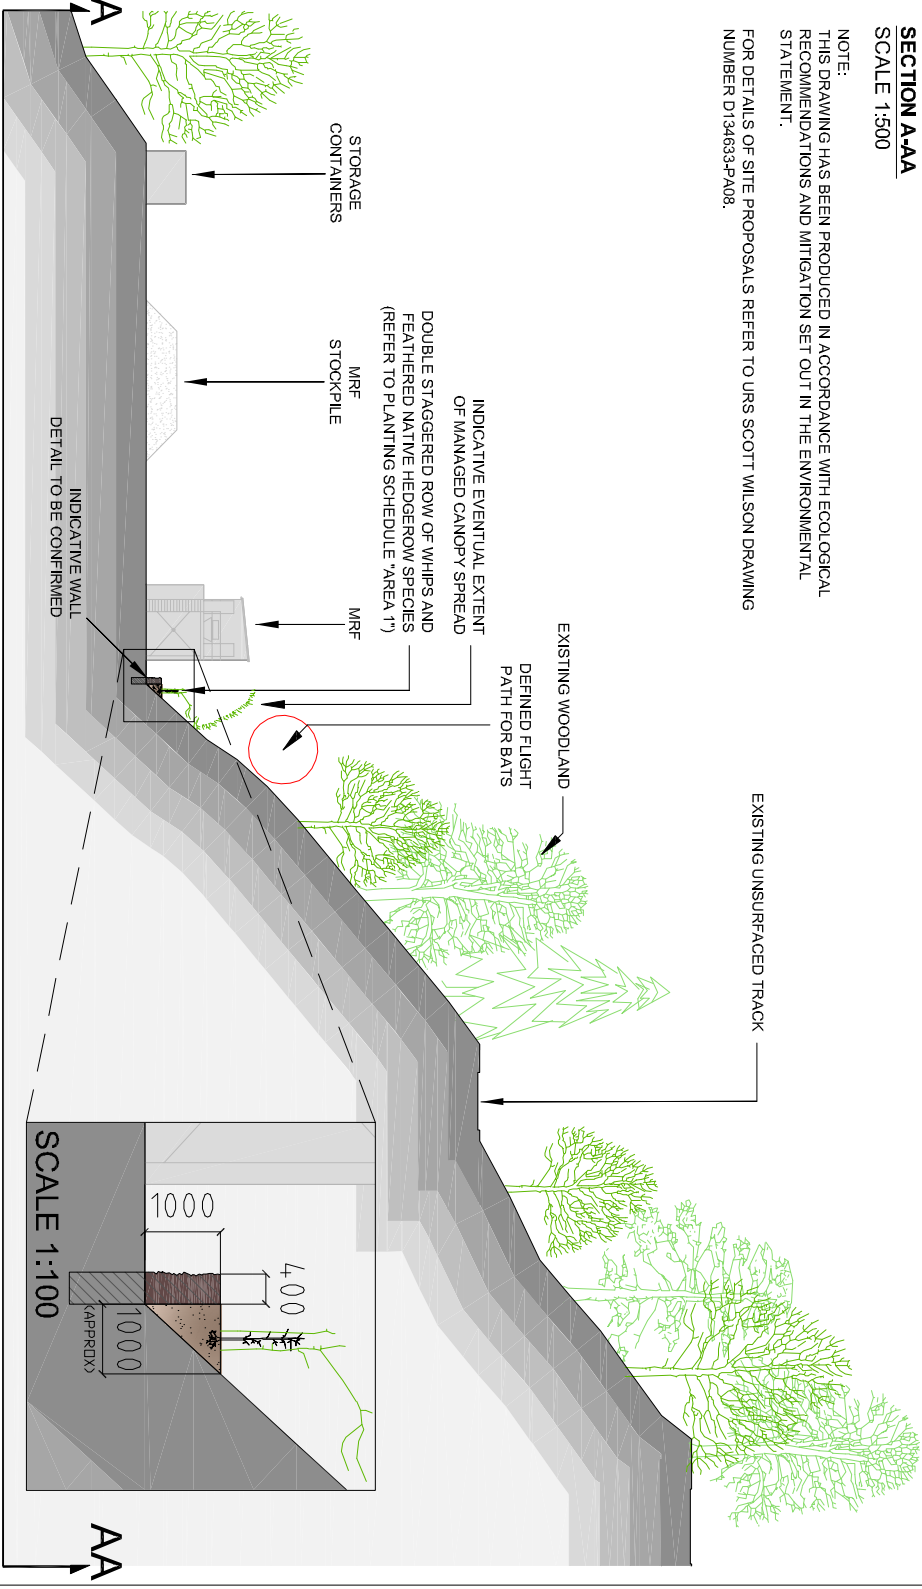 SECTION A-AA
SCALE 1:500
NOTE:
THIS DRAWING HAS BEEN PRODUCED IN ACCORDANCE WITH ECOLOGICAL
RECOMMENDATIONS AND MITIGATION SET OUT IN THE ENVIRONMENTAL
STATEMENT.
FOR DETAILS OF SITE PROPOSALS REFER TO URS SCOTT WILSON DRAWING
NUMBER D134633-PA08.
EXISTING UNSURFACED TRACK
EXISTING WOODLAND
DEFINED FLIGHT
PATH FOR BATS
INDICATIVE EVENTUAL EXTENT
OF MANAGED CANOPY SPREAD
DOUBLE STAGGERED ROW OF WHIPS AND
FEATHERED NATIVE HEDGEROW SPECIES
(REFER TO PLANTING SCHEDULE "AREA 1")
STORAGE
CONTAINERS
MRF
STOCKPILE
MRF
INDICATIVE WALL
DETAIL TO BE CONFIRMED
A
AA
400
1000
1000
(APPROX)
SCALE 1:100